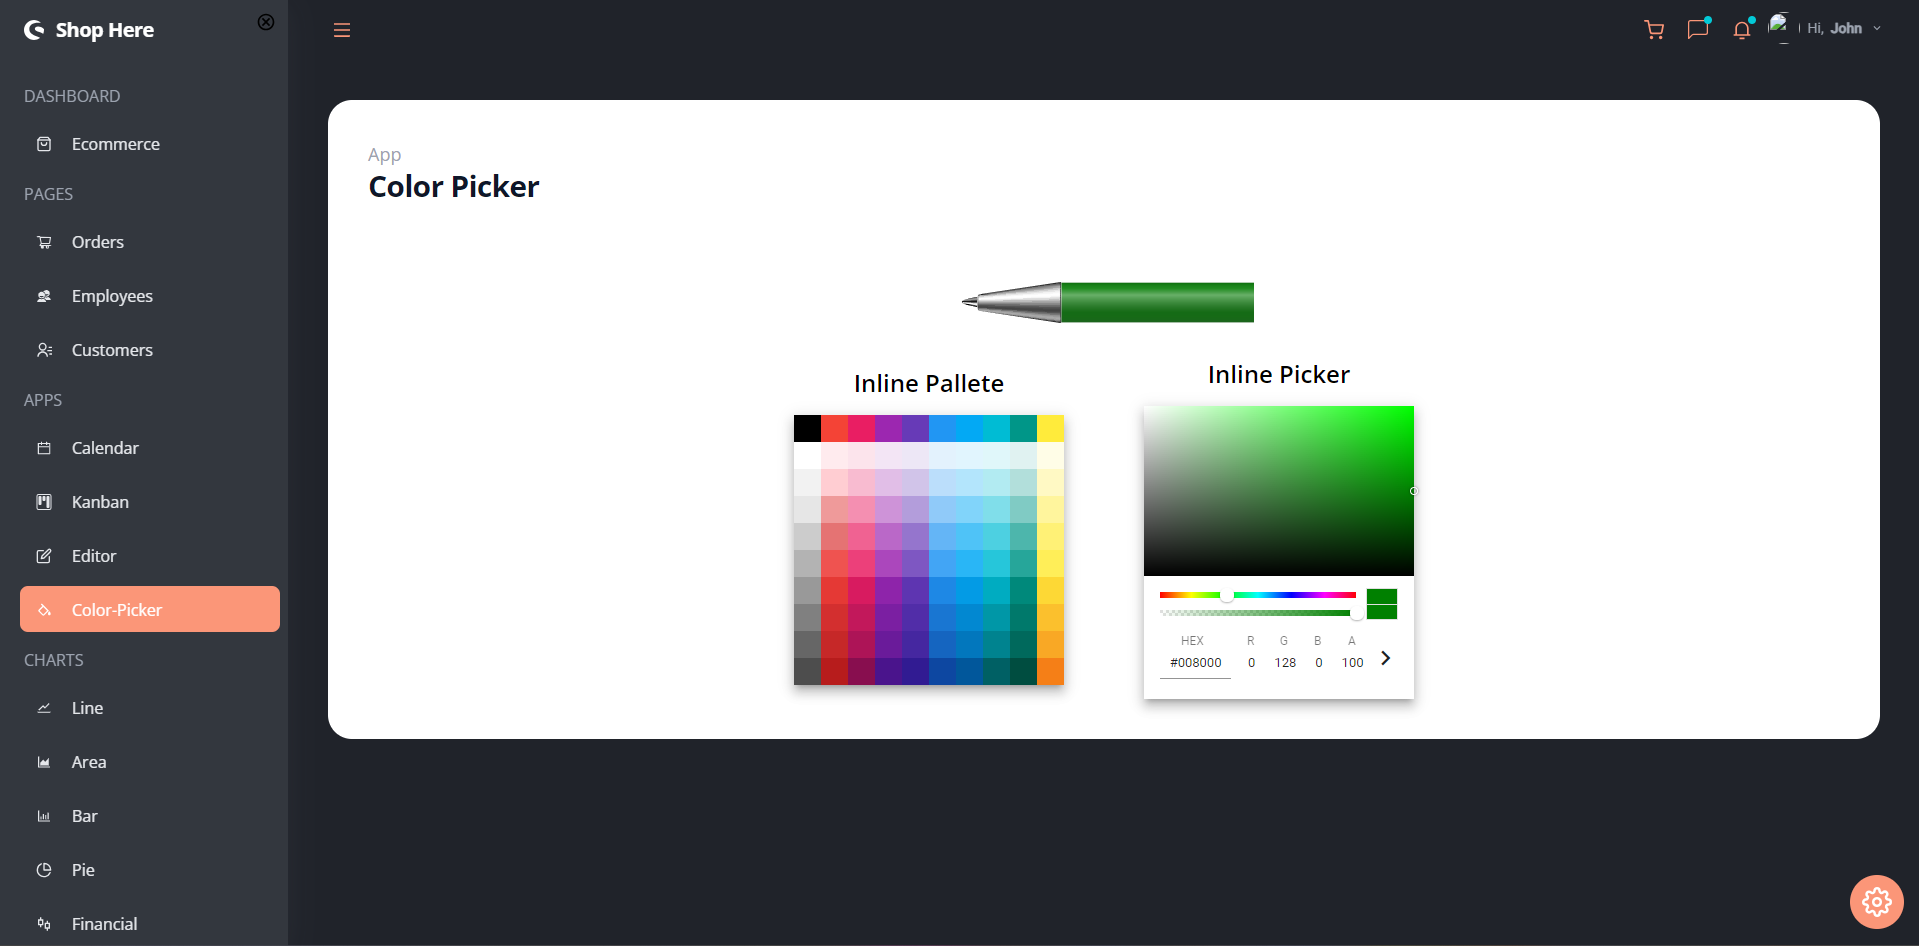 Shop Here
Hi, John
DASHBOARD
Ecommerce
PAGES
Orders
Employees
Customers
APPS
Calendar
Kanban
Editor
Color-Picker
CHARTS
Line
Area
Bar
Pie
Financial
App
Color Picker
Inline Pallete
Inline Picker
HEX R G B A
#008000 0 128 0 100